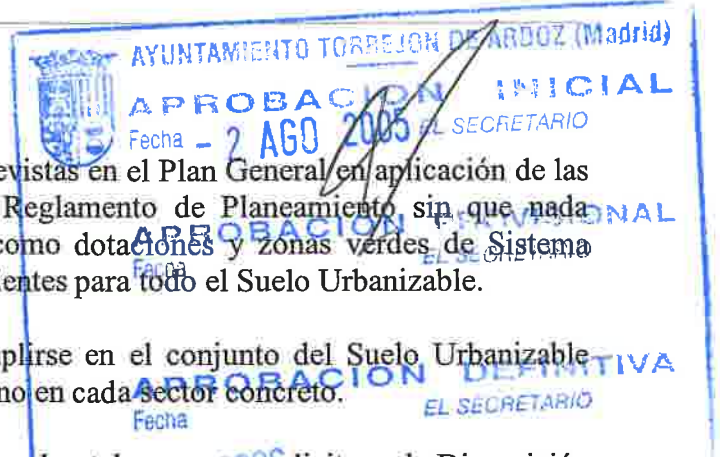 AYUNTAMIENTO TORREJON DE ARDOZ (Madrid)
APROBACION INICIAL
Fecha - 2 AGO 2005 EL SECRETARIO
evistas en el Plan General en aplicación de las
Reglamento de Planeamiento sin que nada
APROBACION PROVISIONAL
como dotaciones y zonas verdes de Sistema
Fecha EL SECRETARIO
ientes para todo el Suelo Urbanizable.
plirse en el conjunto del Suelo Urbanizable
APROBACION DEFINITIVA
no en cada sector concreto.
Fecha EL SECRETARIO
Disposición